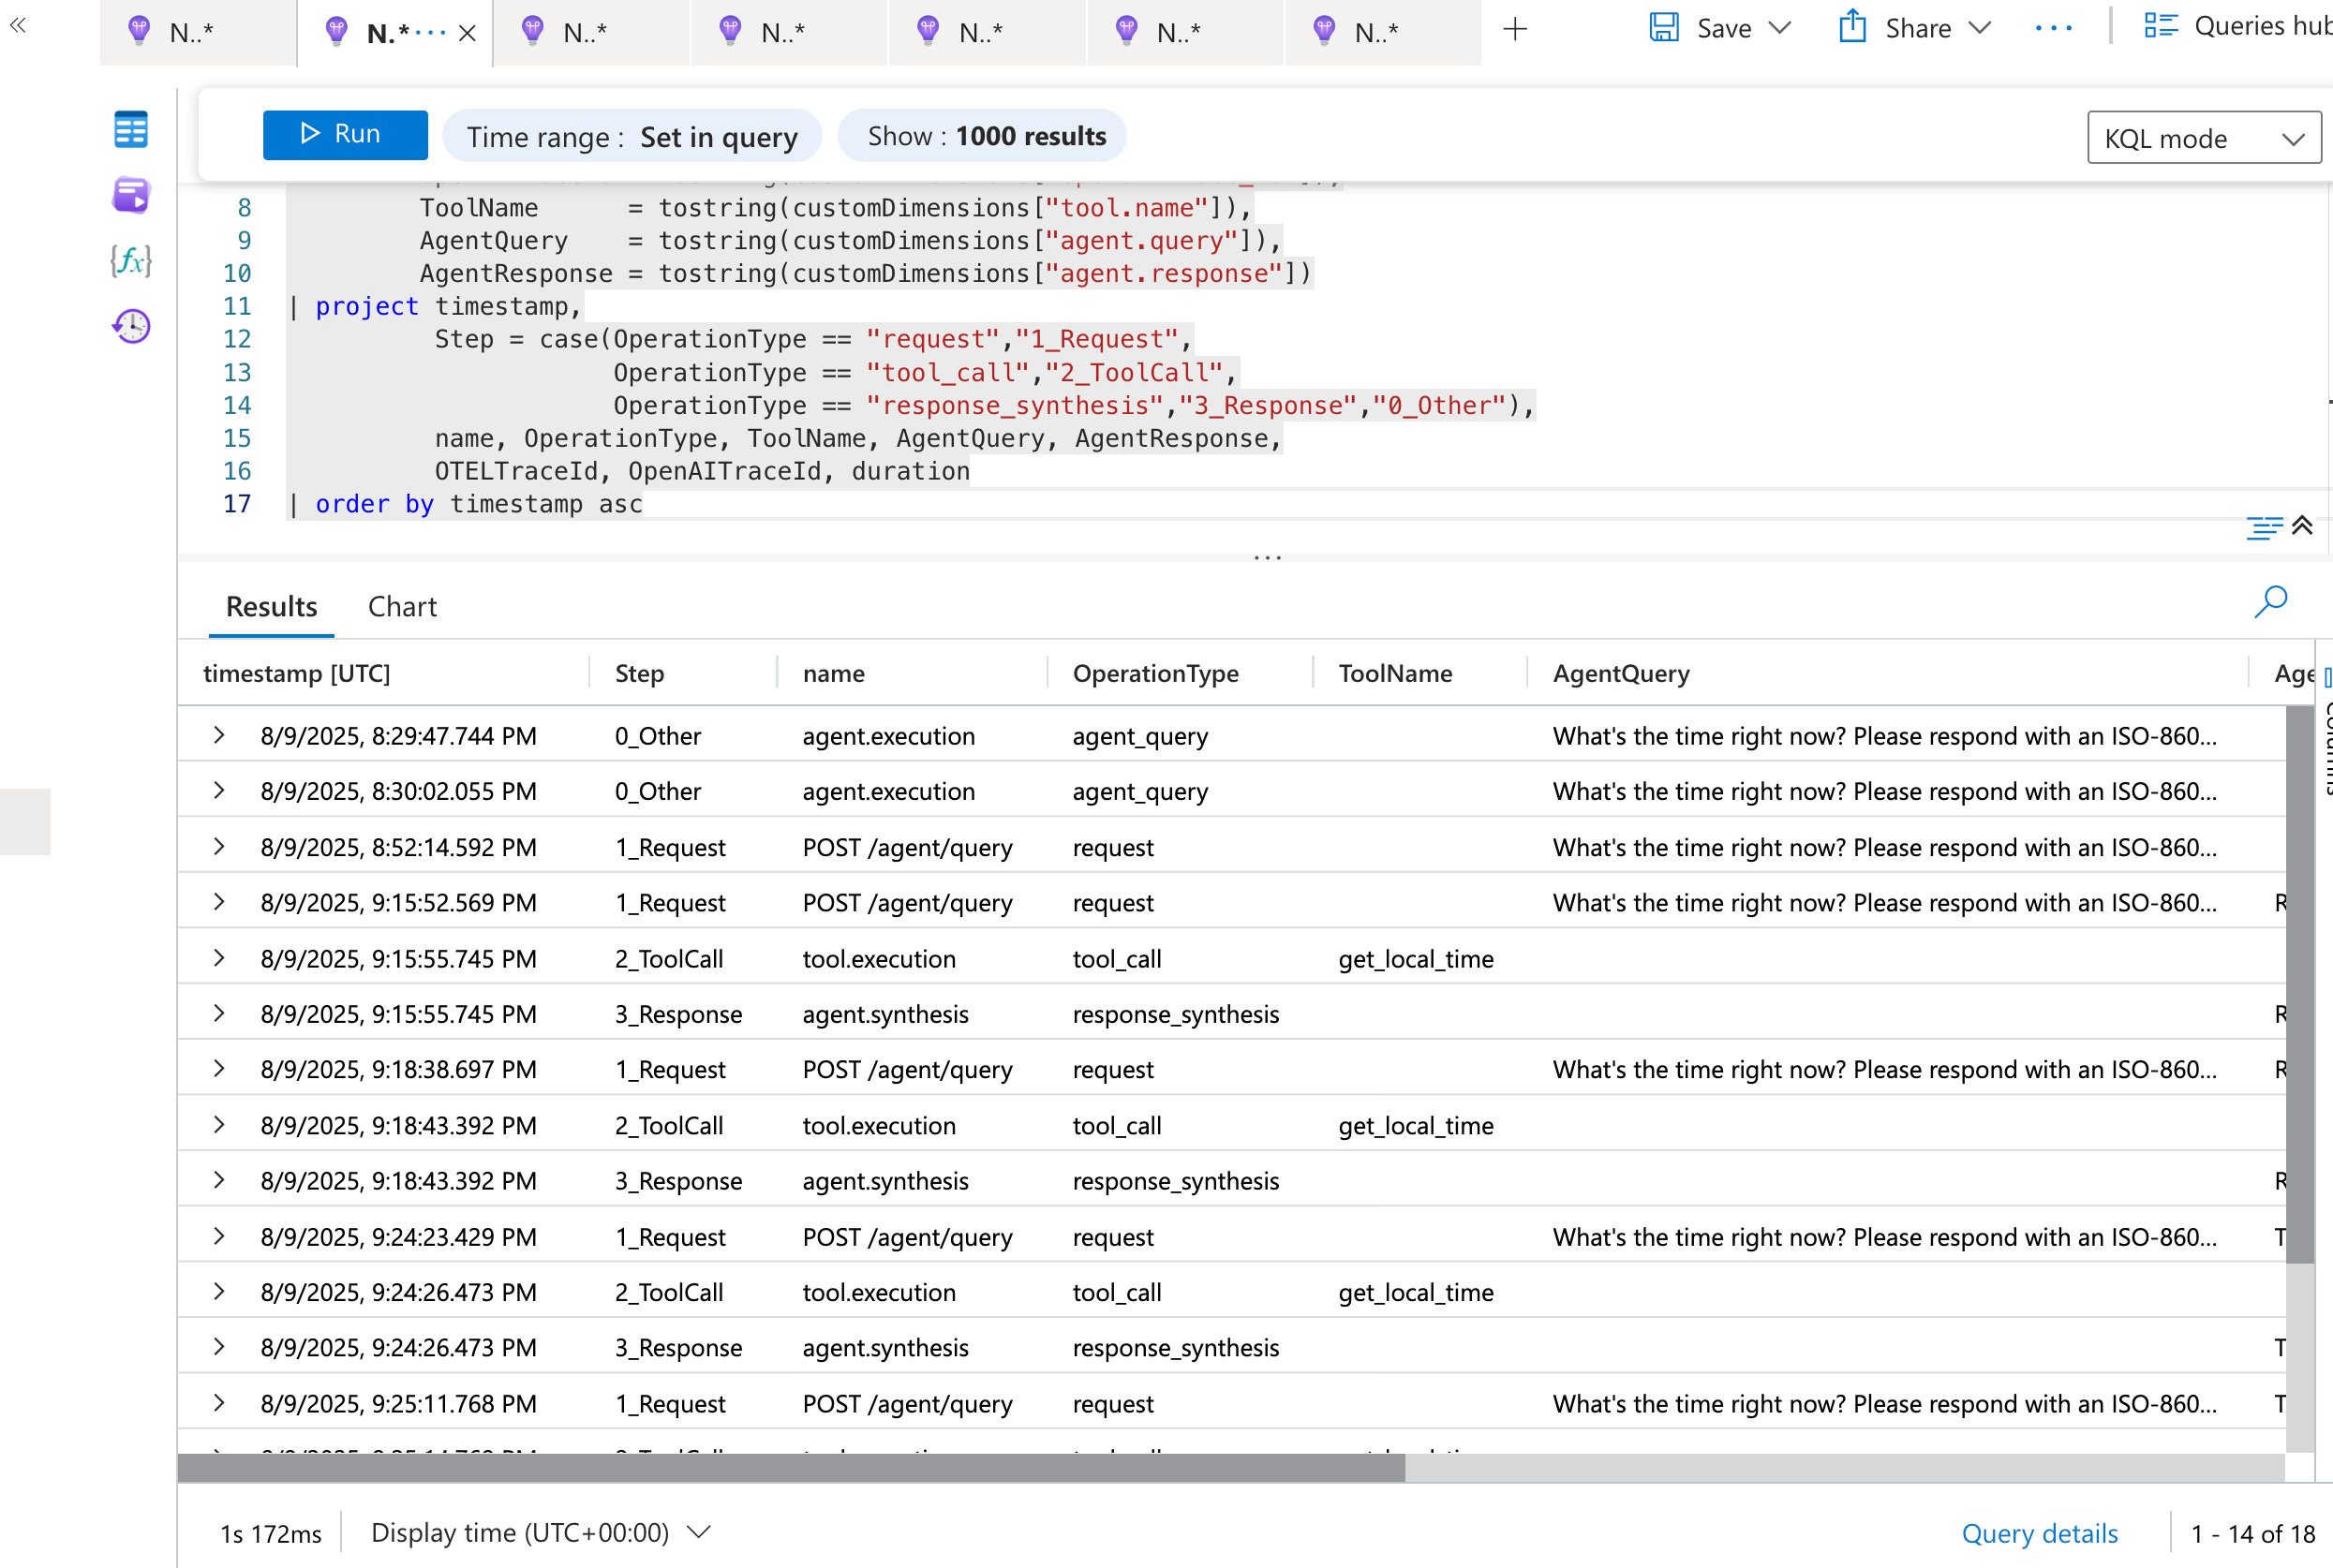 N..*
N.* ···
N..*
N..*
N..*
N..*
N..*
Save
Share
Queries hub
Run
Time range : Set in query
Show : 1000 results
KQL mode
8 ToolName = tostring(customDimensions["tool.name"]),
9 AgentQuery = tostring(customDimensions["agent.query"]),
10 AgentResponse = tostring(customDimensions["agent.response"])
11 | project timestamp,
12 Step = case(OperationType == "request","1_Request",
13 OperationType == "tool_call","2_ToolCall",
14 OperationType == "response_synthesis","3_Response","0_Other"),
15 name, OperationType, ToolName, AgentQuery, AgentResponse,
16 OTELTraceId, OpenAITraceId, duration
17 | order by timestamp asc
Results Chart
timestamp [UTC] Step name OperationType ToolName AgentQuery Age
8/9/2025, 8:29:47.744 PM 0_Other agent.execution agent_query What's the time right now? Please respond with an ISO-860...
8/9/2025, 8:30:02.055 PM 0_Other agent.execution agent_query What's the time right now? Please respond with an ISO-860...
8/9/2025, 8:52:14.592 PM 1_Request POST /agent/query request What's the time right now? Please respond with an ISO-860...
8/9/2025, 9:15:52.569 PM 1_Request POST /agent/query request What's the time right now? Please respond with an ISO-860... R
8/9/2025, 9:15:55.745 PM 2_ToolCall tool.execution tool_call get_local_time
8/9/2025, 9:15:55.745 PM 3_Response agent.synthesis response_synthesis R
8/9/2025, 9:18:38.697 PM 1_Request POST /agent/query request What's the time right now? Please respond with an ISO-860... R
8/9/2025, 9:18:43.392 PM 2_ToolCall tool.execution tool_call get_local_time
8/9/2025, 9:18:43.392 PM 3_Response agent.synthesis response_synthesis R
8/9/2025, 9:24:23.429 PM 1_Request POST /agent/query request What's the time right now? Please respond with an ISO-860... T
8/9/2025, 9:24:26.473 PM 2_ToolCall tool.execution tool_call get_local_time
8/9/2025, 9:24:26.473 PM 3_Response agent.synthesis response_synthesis T
8/9/2025, 9:25:11.768 PM 1_Request POST /agent/query request What's the time right now? Please respond with an ISO-860... T
Columns
1s 172ms
Display time (UTC+00:00)
Query details
1 - 14 of 18